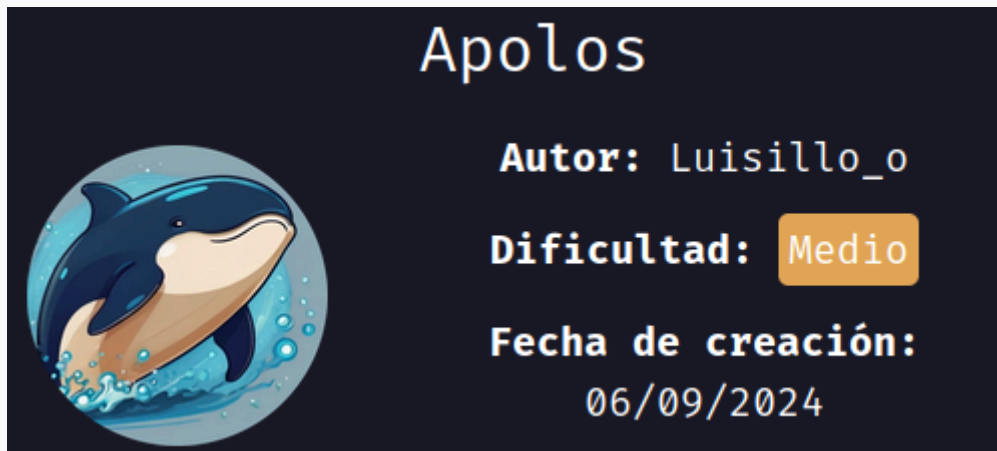 Apolos
Autor: Luisillo_o
Dificultad: Medio
Fecha de creación:
06/09/2024